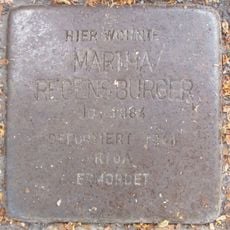 HIER WOHNTE
MARTHA
REGENSBURGER
DEPORTIERT
RIGA
ERMORDET